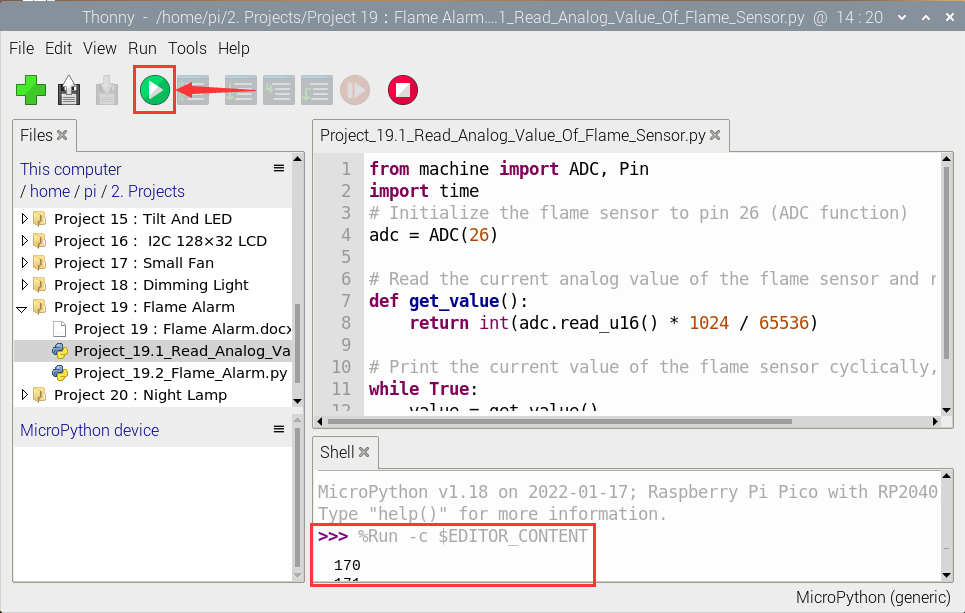 Thonny - /home/pi/2. Projects/Project 19 : Flame Alarm....1_Read_Analog_Value_Of_Flame_Sensor.py @ 14 : 20
File Edit View Run Tools Help
Files
This computer
/ home / pi / 2. Projects
Project 15 : Tilt And LED
Project 16 : I2C 128×32 LCD
Project 17 : Small Fan
Project 18 : Dimming Light
Project 19 : Flame Alarm
Project 19 : Flame Alarm.docx
Project_19.1_Read_Analog_Va
Project_19.2_Flame_Alarm.py
Project 20 : Night Lamp
MicroPython device
Project_19.1_Read_Analog_Value_Of_Flame_Sensor.py
1 from machine import ADC, Pin
2 import time
3 # Initialize the flame sensor to pin 26 (ADC function)
4 adc = ADC(26)
5
6 # Read the current analog value of the flame sensor and r
7 def get_value():
8     return int(adc.read_u16() * 1024 / 65536)
9
10 # Print the current value of the flame sensor cyclically,
11 while True:
12     value = get_value()
Shell
MicroPython v1.18 on 2022-01-17; Raspberry Pi Pico with RP2040
Type "help()" for more information.
>>> %Run -c $EDITOR_CONTENT
170
171
MicroPython (generic)